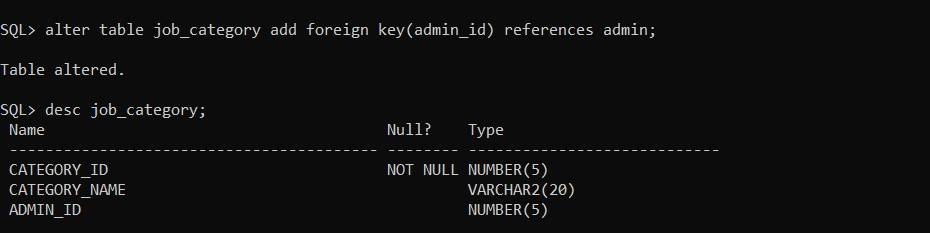 SQL> alter table job_category add foreign key(admin_id) references admin;
Table altered.
SQL> desc job_category;
Name Null? Type
----------------------------------------- -------- ----------------------------
CATEGORY_ID NOT NULL NUMBER(5)
CATEGORY_NAME VARCHAR2(20)
ADMIN_ID NUMBER(5)